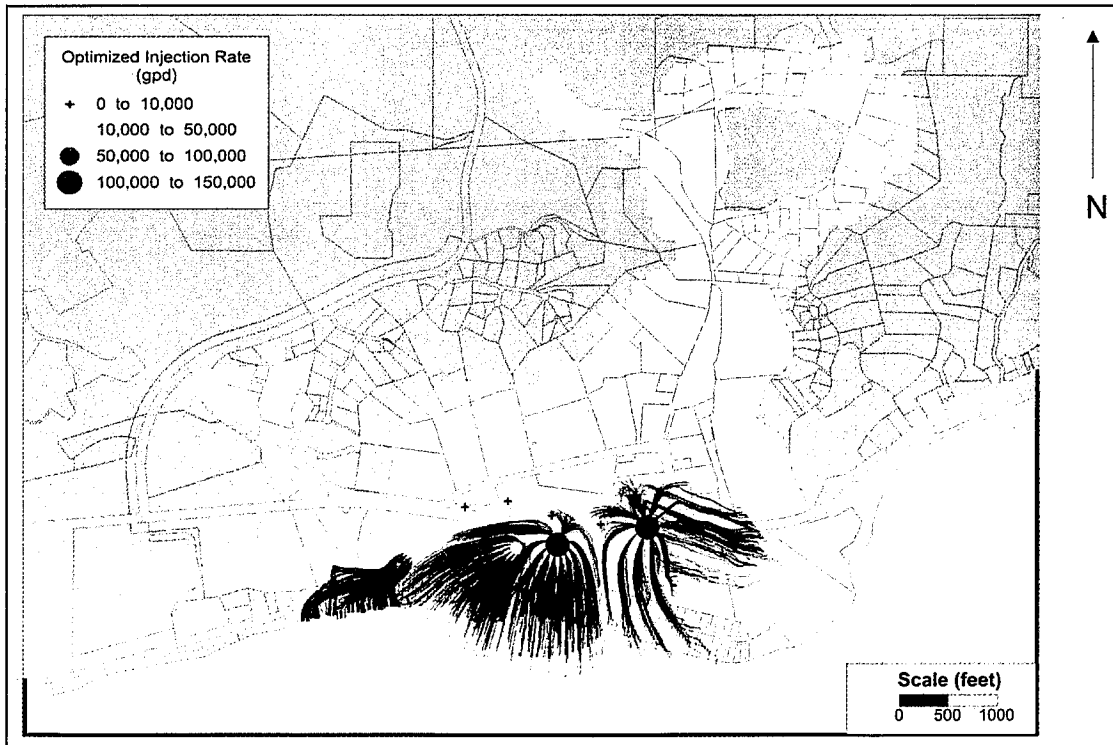 Optimized Injection Rate
(gpd)
+ 0 to 10,000
10,000 to 50,000
50,000 to 100,000
100,000 to 150,000
N
Scale (feet)
0 500 1000